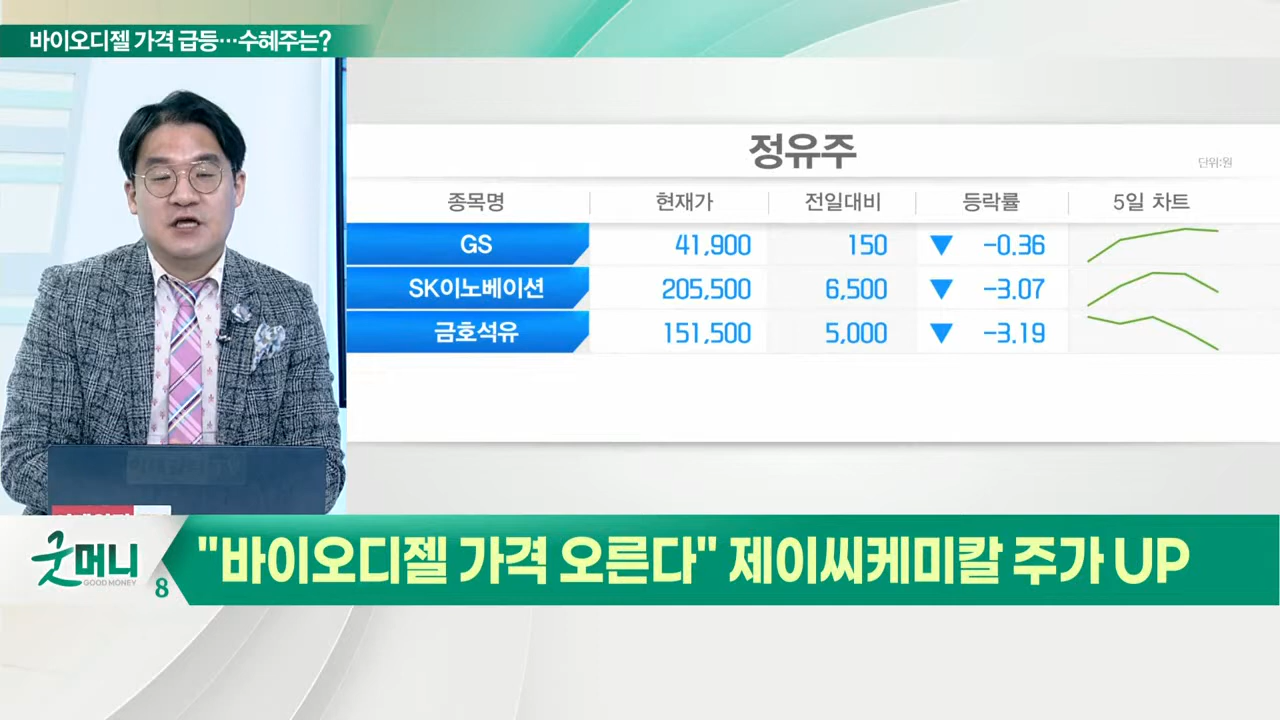 바이오디젤 가격 급등…수혜주는?
정유주
단위:원
종목명 현재가 전일대비 등락률 5일 차트
GS 41,900 150 ▼ -0.36
SK이노베이션 205,500 6,500 ▼ -3.07
금호석유 151,500 5,000 ▼ -3.19
굿머니
GOOD MONEY
8
"바이오디젤 가격 오른다" 제이씨케미칼 주가 UP